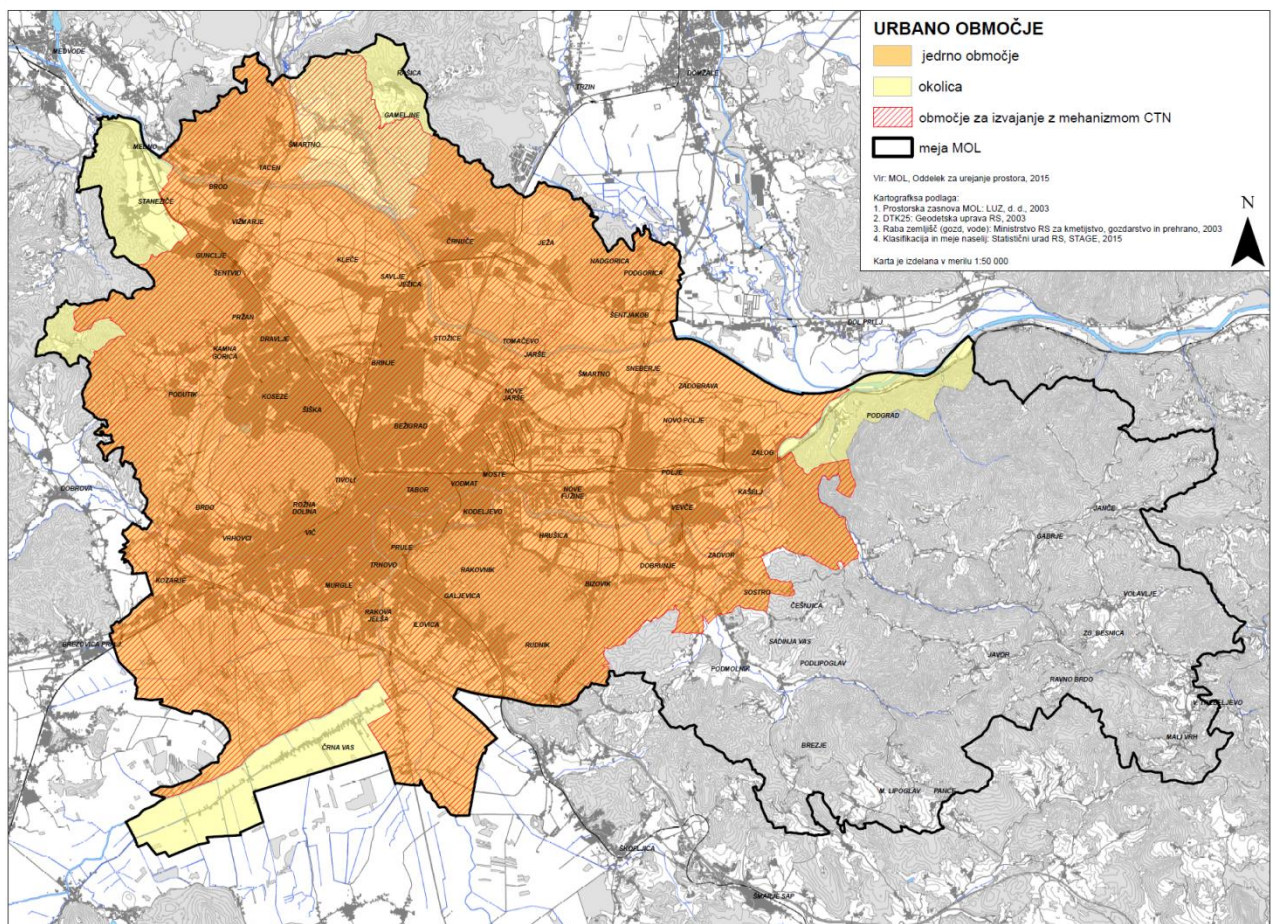 URBANO OBMOČJE
jedrno območje
okolica
območje za izvajanje z mehanizmom CTN
meja MOL
Vir: MOL, Oddelek za urejanje prostora, 2015
Kartografksa podlaga:
1. Prostorska zasnova MOL: LUZ, d. d., 2003
2. DTK25: Geodetska uprava RS, 2003
3. Raba zemljišč (gozd, vode): Ministrstvo RS za kmetijstvo, gozdarstvo in prehrano, 2003
4. Klasifikacija in meje naselij: Statistični urad RS, STAGE, 2015
Karta je izdelana v merilu 1:50 000
N
MEDVODE
RAŠICA
DOMŽALE
TRZIN
GAMELJNE
MEDNO
ŠMARTNO
TACEN
BROD
STANEŽIČE
VIŽMARJE
ČRNUČE
JEŽA
GUNCLJE
KLEČE
NADGORICA
ŠENTVID
SAVLJE
JEŽICA
PODGORICA
ŠENTJAKOB
PRŽAN
DRAVLJE
STOŽICE
TOMAČEVO
JARŠE
KAMNA
GORICA
BRINJE
ŠMARTNO
SNEBERJE
ZADOBRAVA
PODUTIK
KOSEZE
ŠIŠKA
NOVE
JARŠE
NOVO POLJE
PODGRAD
BEŽIGRAD
ZALOG
TIVOLI
MOSTE
POLJE
DOBROVA
TABOR
VODMAT
NOVE
FUŽINE
KAŠELJ
BRDO
ROŽNA
DOLINA
KODELJEVO
VEVČE
JANČE
VRHOVCI
VIČ
HRUŠICA
GABRJE
PRULE
ZADVOR
TRNOVO
DOBRUNJE
KOZARJE
RAKOVNIK
MURGLE
GALJEVICA
BIZOVIK
SOSTRO
VOLAVLJE
RAKOVA
JELŠA
ČEŠNJICA
ILOVICA
ZG. BESNICA
RUDNIK
SADINJA VAS
JAVOR
PODMOLNIK
PODLIPOGLAV
RAVNO BRDO
MALI VRH
ČRNA VAS
BREZJE
M. LIPOGLAV
PANČE
ŠKOFLJICA
ŠMARJE SAP